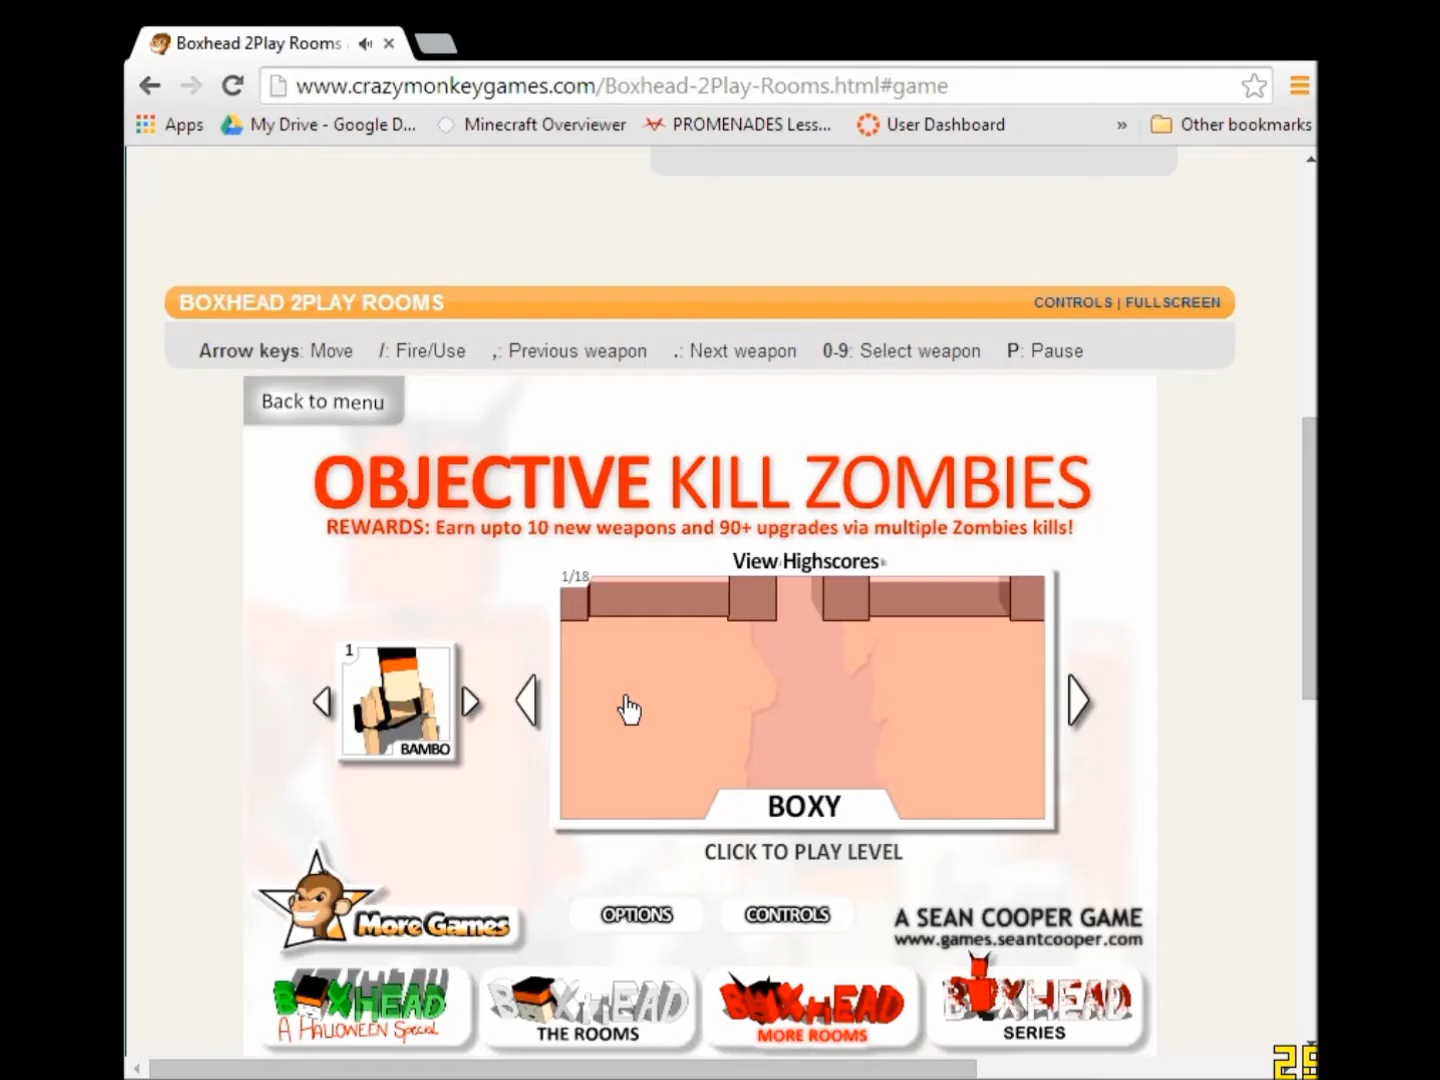 Boxhead 2Play Rooms
www.crazymonkeygames.com/Boxhead-2Play-Rooms.html#game
Apps My Drive - Google D... Minecraft Overviewer PROMENADES Less... User Dashboard » Other bookmarks
BOXHEAD 2PLAY ROOMS CONTROLS | FULLSCREEN
Arrow keys: Move /: Fire/Use ,: Previous weapon .: Next weapon 0-9: Select weapon P: Pause
Back to menu
OBJECTIVE KILL ZOMBIES
REWARDS: Earn upto 10 new weapons and 90+ upgrades via multiple Zombies kills!
View Highscores
1/18
1
BAMBO
BOXY
CLICK TO PLAY LEVEL
More Games
OPTIONS CONTROLS
A SEAN COOPER GAME
www.games.seantcooper.com
BOXHEAD
A HALLOWEEN Special
BOXHEAD
THE ROOMS
BOXHEAD
MORE ROOMS
BOXHEAD
SERIES